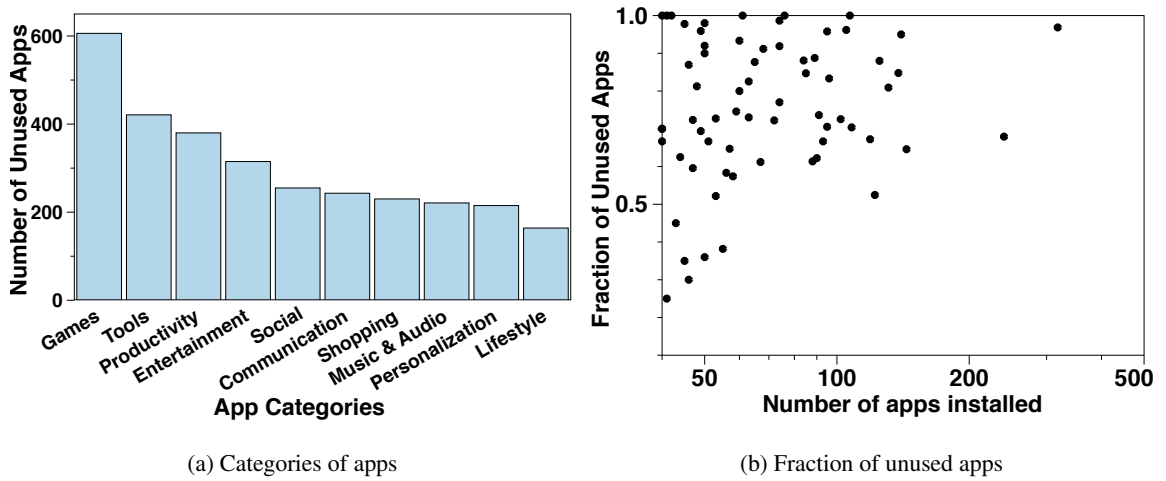 Number of Unused Apps
600
400
200
0
Games
Tools
Productivity
Entertainment
Social
Communication
Shopping
Music & Audio
Personalization
Lifestyle
App Categories
(a) Categories of apps
Fraction of Unused Apps
1.0
0.5
50
100
200
500
Number of apps installed
(b) Fraction of unused apps